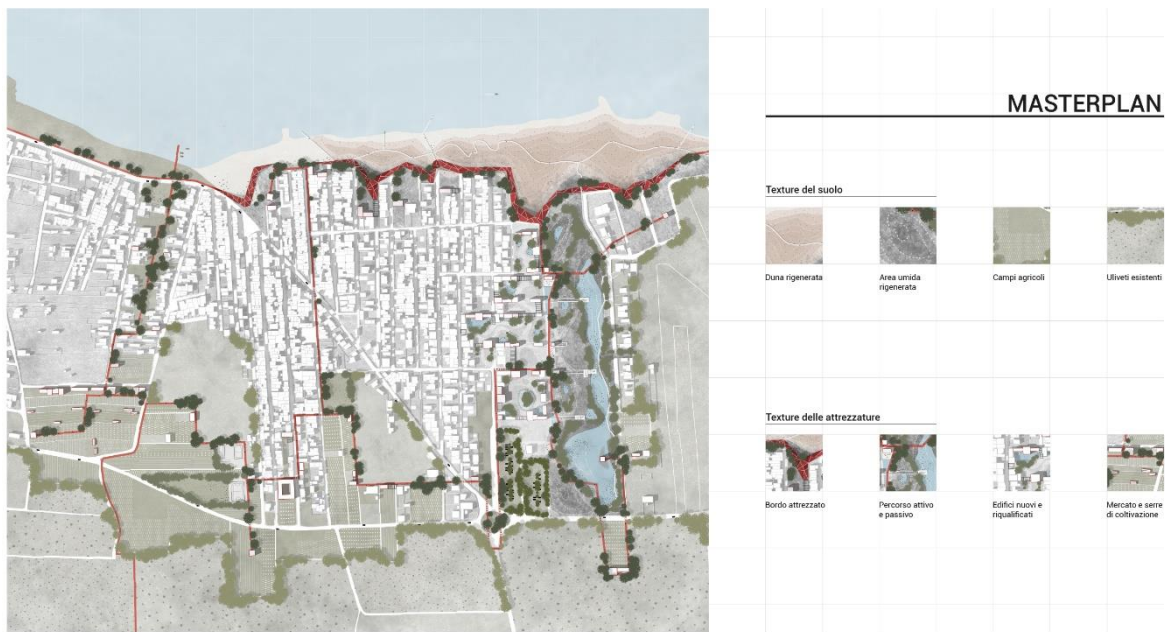 MASTERPLAN
Texture del suolo
Duna rigenerata
Area umida
rigenerata
Campi agricoli
Uliveti esistenti
Texture delle attrezzature
Bordo attrezzato
Percorso attivo
e passivo
Edifici nuovi e
riqualificati
Mercato e serre
di coltivazione